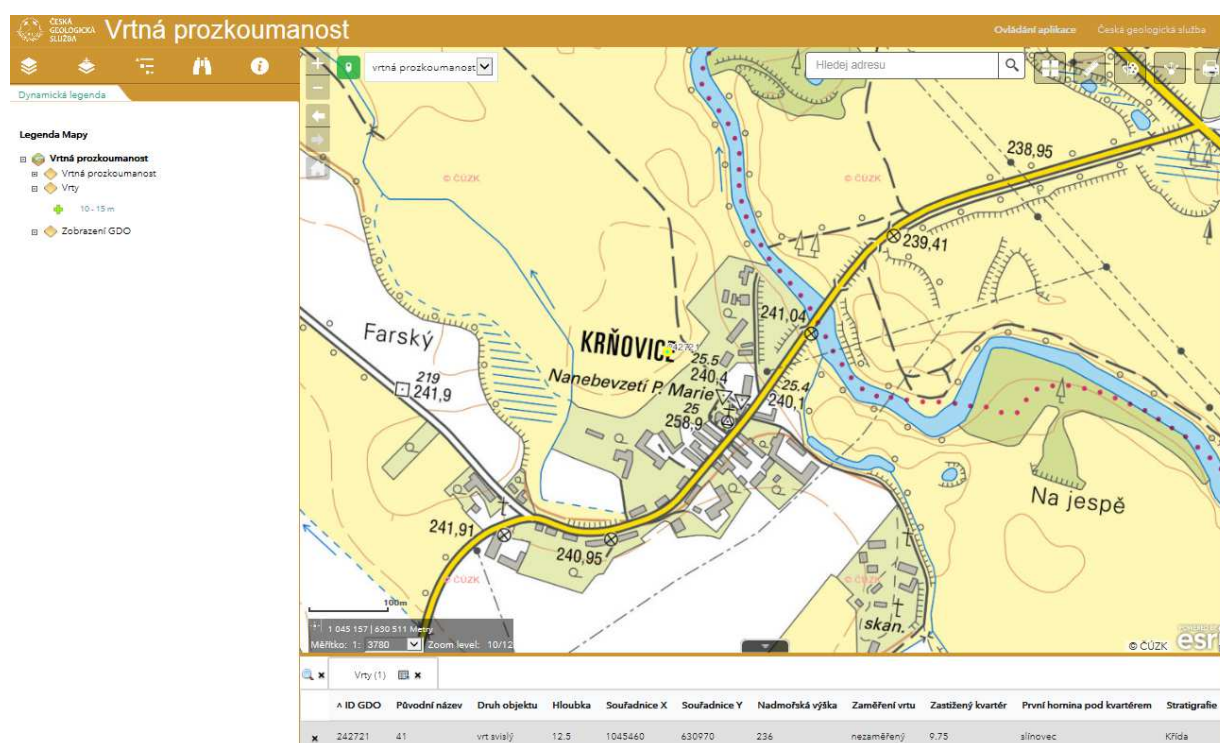 ČESKÁ
GEOLOGICKÁ
SLUŽBA
Vrtná prozkoumanost
Ovládání aplikace
Česká geologická služba
Dynamická legenda
Legenda Mapy
Vrtná prozkoumanost
Vrtná prozkoumanost
Vrty
10 - 15 m
Zobrazení GDO
vrtná prozkoumanost
Hledej adresu
© ČÚZK
© ČÚZK
238,95
239,41
241,04
Farský
219
241,9
KRŇOVICE
242721
25.5
240,4
Nanebevzetí P. Marie
25.4
240,1
25
258,9
Na jespě
241,91
240,95
© ČÚZK
© ČÚZK
iskan.
100m
1 045 157 | 630 511 Metry
Měřítko: 1: 3780 Zoom level: 10/12
© ČÚZK
POWERED BY
esri
Vrty (1)
ID GDO Původní název Druh objektu Hloubka Souřadnice X Souřadnice Y Nadmořská výška Zaměření vrtu Zastižený kvartér První hornina pod kvartérem Stratigrafie
242721 41 vrt svislý 12.5 1045460 630970 236 nezaměřený 9.75 slínovec Křída